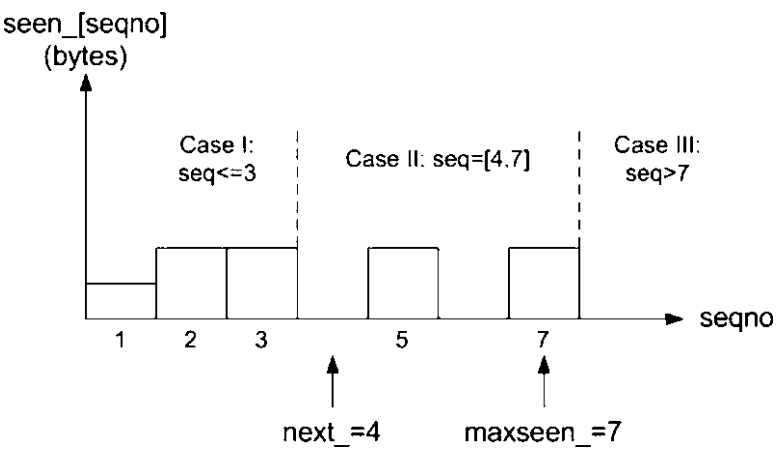 seen_[seqno]
(bytes)
Case I:
seq<=3
Case II: seq=[4,7]
Case III:
seq>7
1 2 3 5 7
seqno
next_=4
maxseen_=7